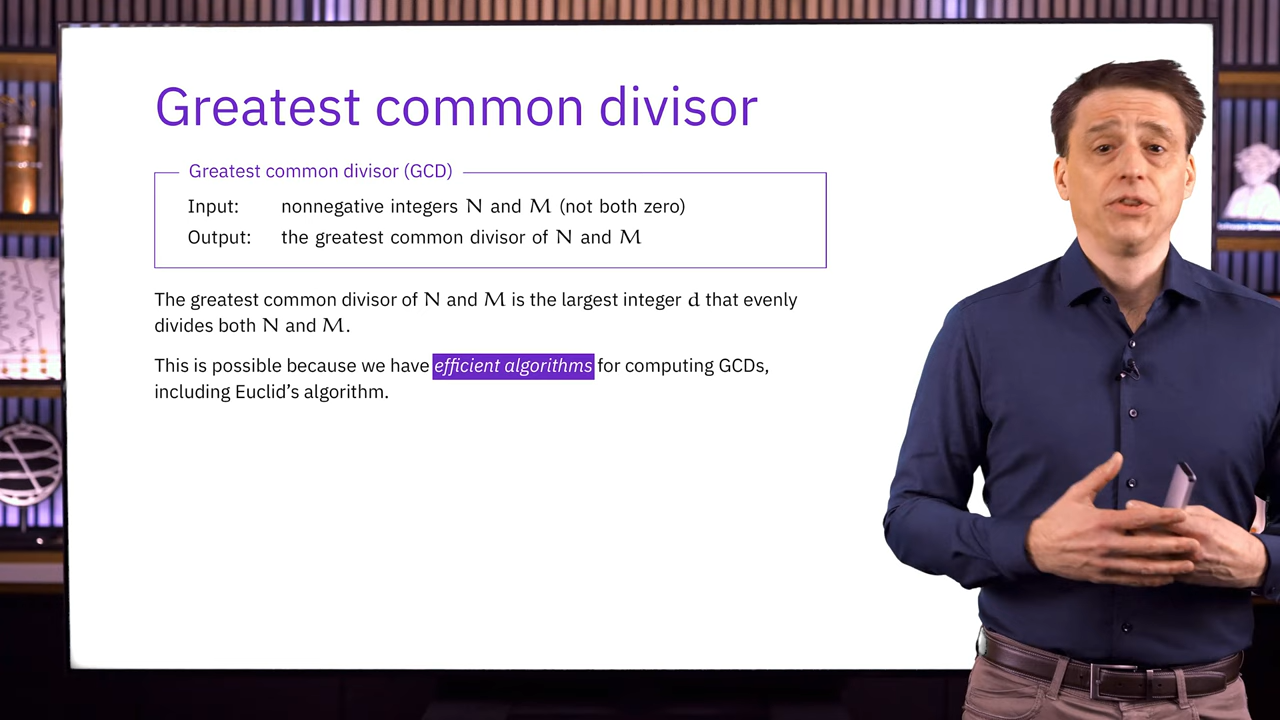 Greatest common divisor
Greatest common divisor (GCD)
Input: nonnegative integers N and M (not both zero)
Output: the greatest common divisor of N and M
The greatest common divisor of N and M is the largest integer d that evenly
divides both N and M.
This is possible because we have efficient algorithms for computing GCDs,
including Euclid’s algorithm.